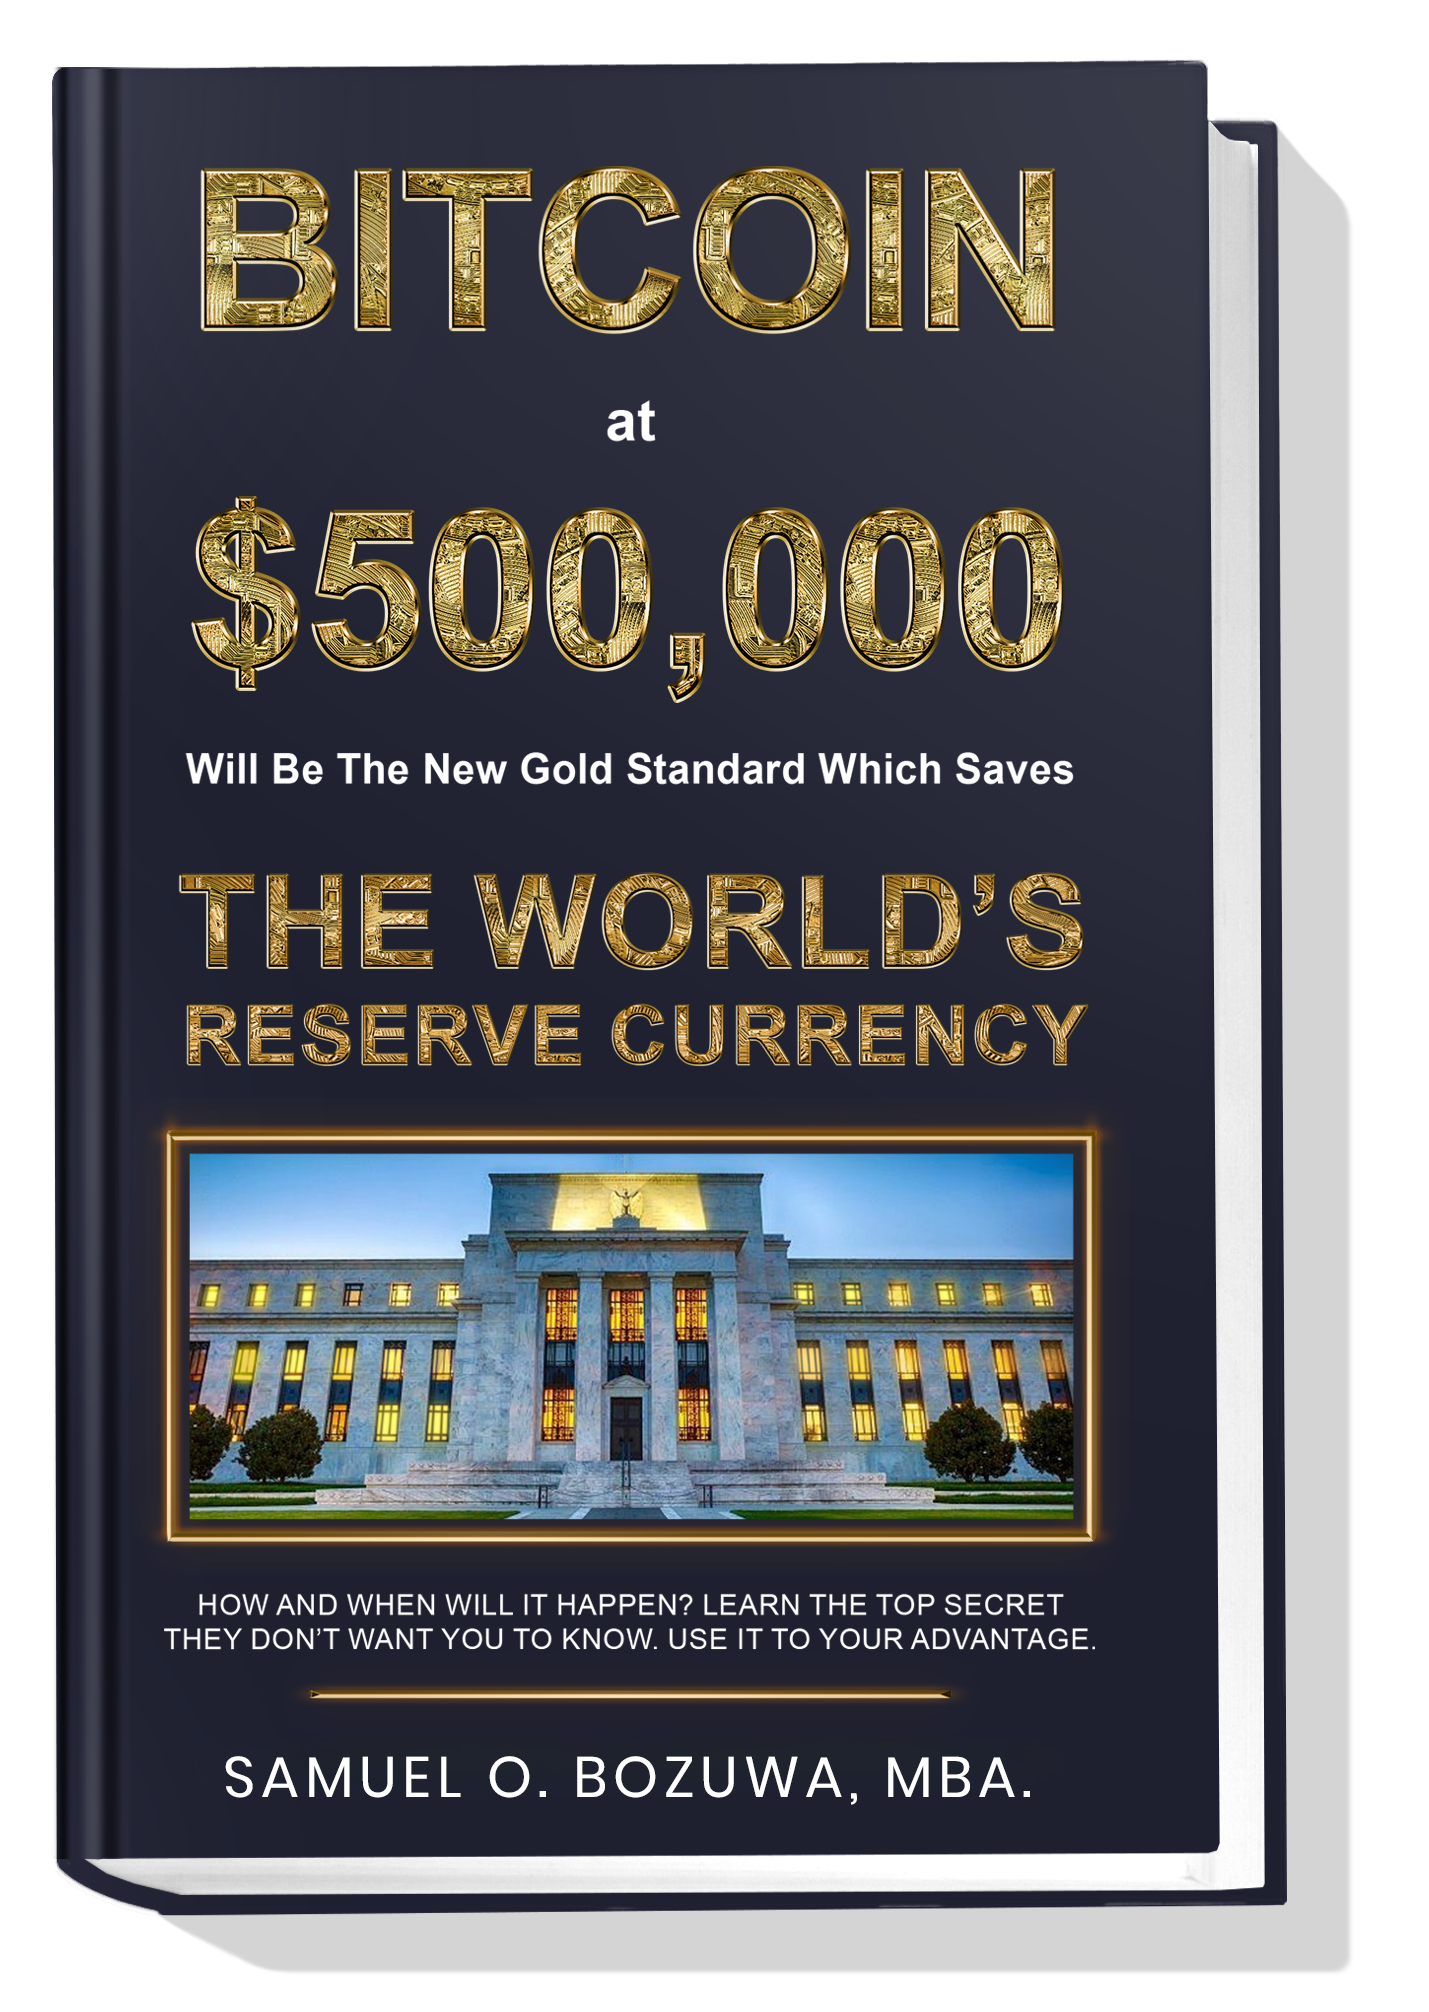 BITCOIN
at
$500,000
Will Be The New Gold Standard Which Saves
THE WORLD’S
RESERVE CURRENCY
HOW AND WHEN WILL IT HAPPEN? LEARN THE TOP SECRET
THEY DON’T WANT YOU TO KNOW. USE IT TO YOUR ADVANTAGE.
SAMUEL O. BOZUWA, MBA.